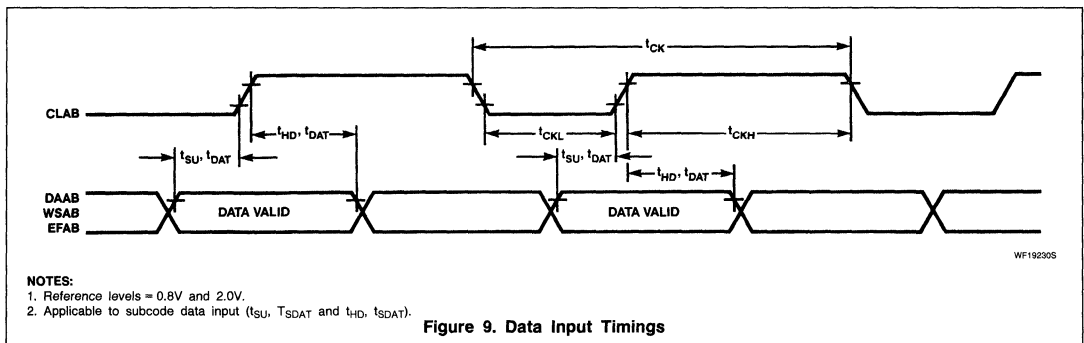 tCK
CLAB
tHD, tDAT
tCKL
tCKH
tSU, tDAT
tSU, tDAT
tHD, tDAT
DAAB
WSAB
EFAB
DATA VALID
DATA VALID
WF19230S
NOTES:
1. Reference levels = 0.8V and 2.0V.
2. Applicable to subcode data input (tSU, TSDAT and tHD, tSDAT).
Figure 9. Data Input Timings